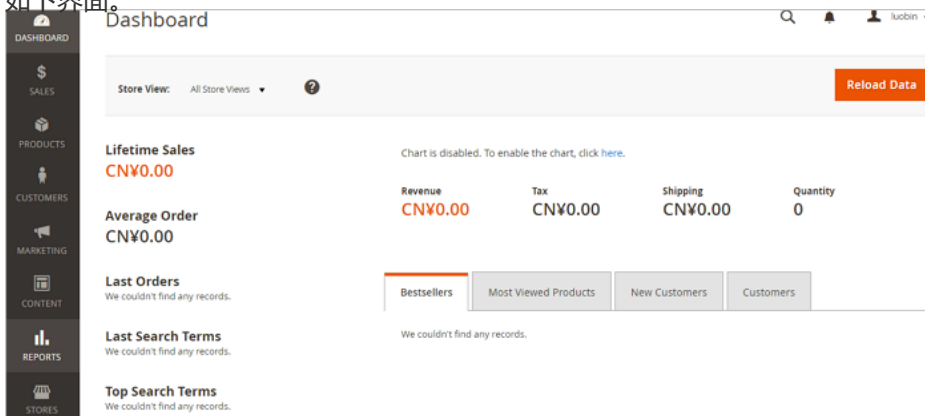 如下界面。
DASHBOARD
SALES
PRODUCTS
CUSTOMERS
MARKETING
CONTENT
REPORTS
STORES
Dashboard
luobin
Store View: All Store Views
Reload Data
Lifetime Sales
CN¥0.00
Average Order
CN¥0.00
Last Orders
We couldn't find any records.
Last Search Terms
We couldn't find any records.
Top Search Terms
We couldn't find any records.
Chart is disabled. To enable the chart, click here.
Revenue Tax Shipping Quantity
CN¥0.00 CN¥0.00 CN¥0.00 0
Bestsellers Most Viewed Products New Customers Customers
We couldn't find any records.